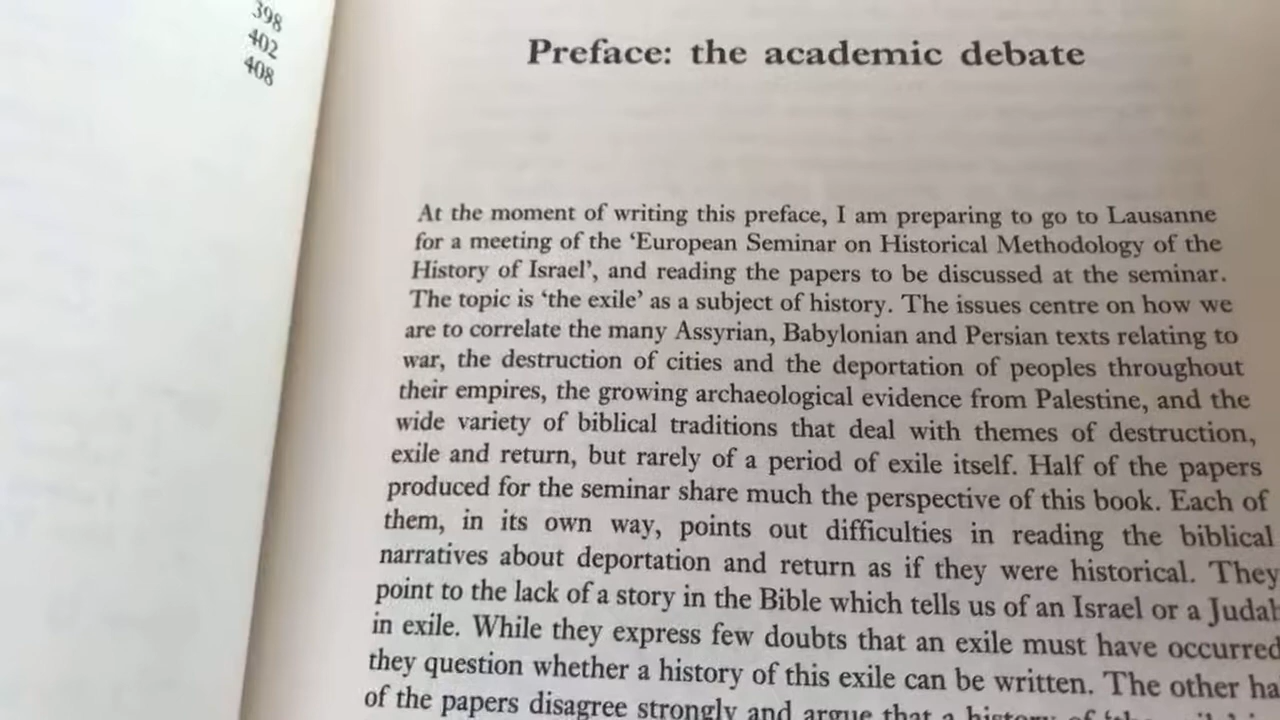 398
402
408
Preface: the academic debate
At the moment of writing this preface, I am preparing to go to Lausanne
for a meeting of the ‘European Seminar on Historical Methodology of the
History of Israel’, and reading the papers to be discussed at the seminar.
The topic is ‘the exile’ as a subject of history. The issues centre on how we
are to correlate the many Assyrian, Babylonian and Persian texts relating to
war, the destruction of cities and the deportation of peoples throughout
their empires, the growing archaeological evidence from Palestine, and the
wide variety of biblical traditions that deal with themes of destruction,
exile and return, but rarely of a period of exile itself. Half of the papers
produced for the seminar share much the perspective of this book. Each of
them, in its own way, points out difficulties in reading the biblical
narratives about deportation and return as if they were historical. They
point to the lack of a story in the Bible which tells us of an Israel or a Judah
in exile. While they express few doubts that an exile must have occurred
they question whether a history of this exile can be written. The other ha
of the papers disagree strongly and argue that a history of